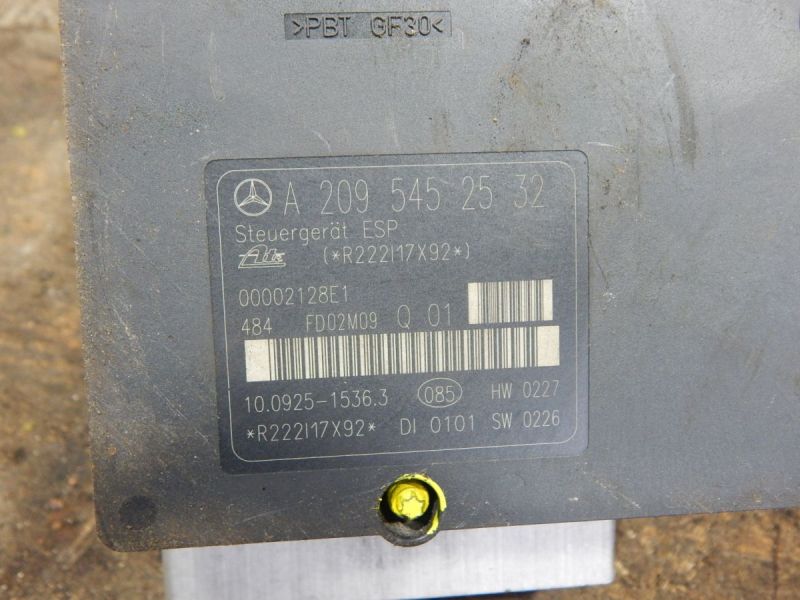 >PBT GF30<
A 209 545 25 32
Steuergerät ESP
Ate (*R222I17X92*)
00002128E1
484 FD02M09 Q 01
10.0925-1536.3 085 HW 0227
*R222I17X92* DI 0101 SW 0226